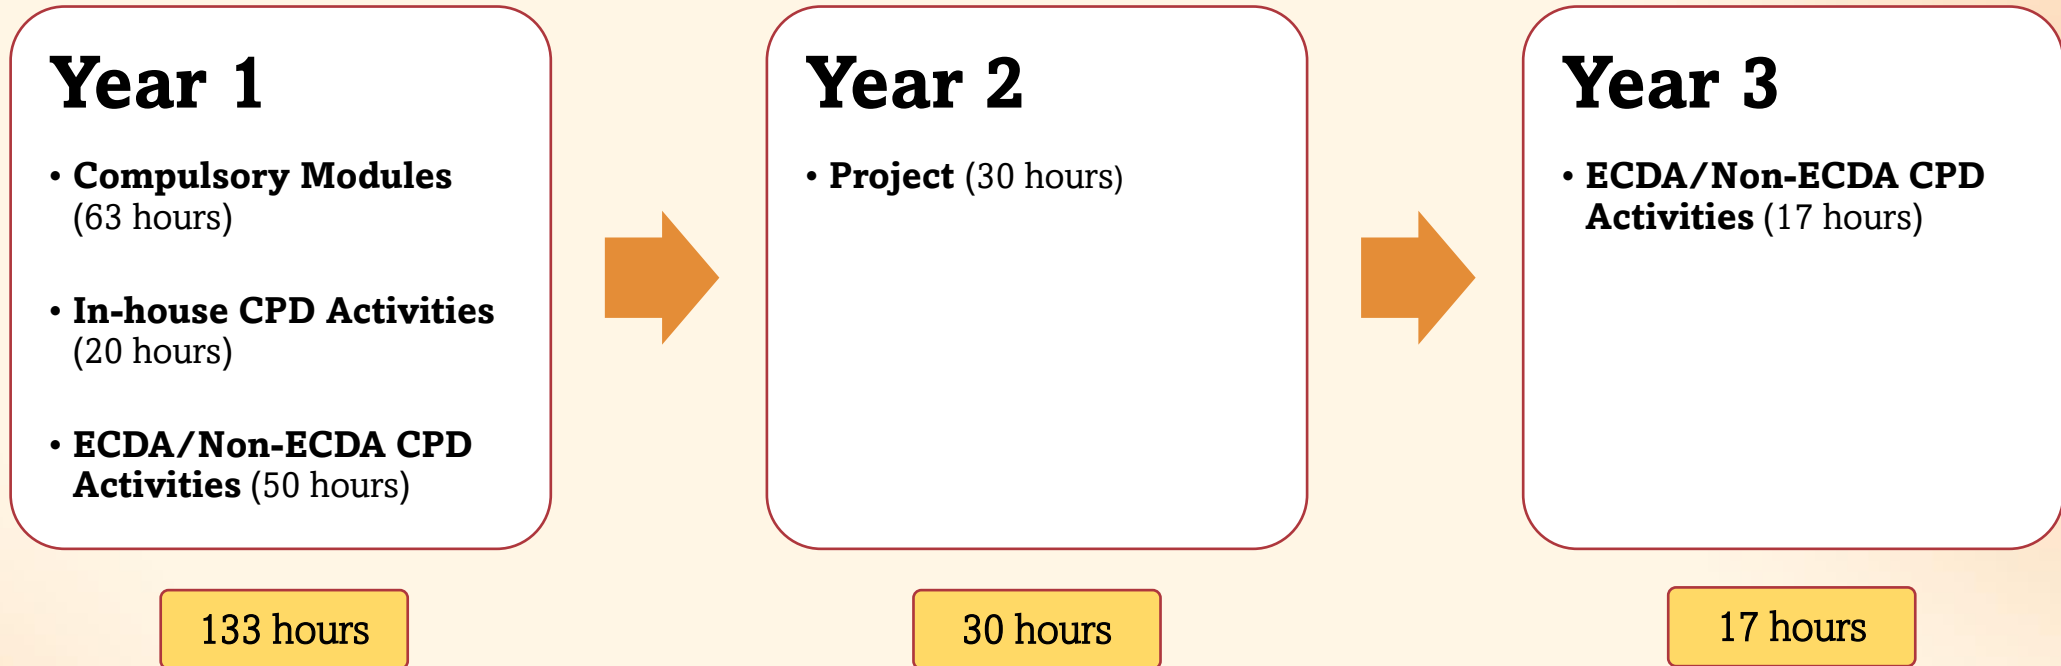 Year 1
• Compulsory Modules
(63 hours)
• In-house CPD Activities
(20 hours)
• ECDA/Non-ECDA CPD
Activities (50 hours)
133 hours
Year 2
• Project (30 hours)
30 hours
Year 3
• ECDA/Non-ECDA CPD
Activities (17 hours)
17 hours